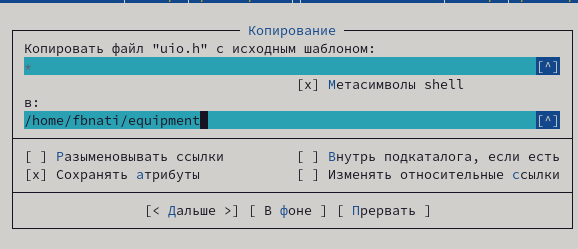 Копирование
Копировать файл "uio.h" с исходным шаблоном:
* [^]
[x] Метасимволы shell
в:
/home/fbnati/equipment [^]
[ ] Разыменовывать ссылки [ ] Внутрь подкаталога, если есть
[x] Сохранять атрибуты [ ] Изменять относительные ссылки
[< Дальше >] [ В фоне ] [ Прервать ]